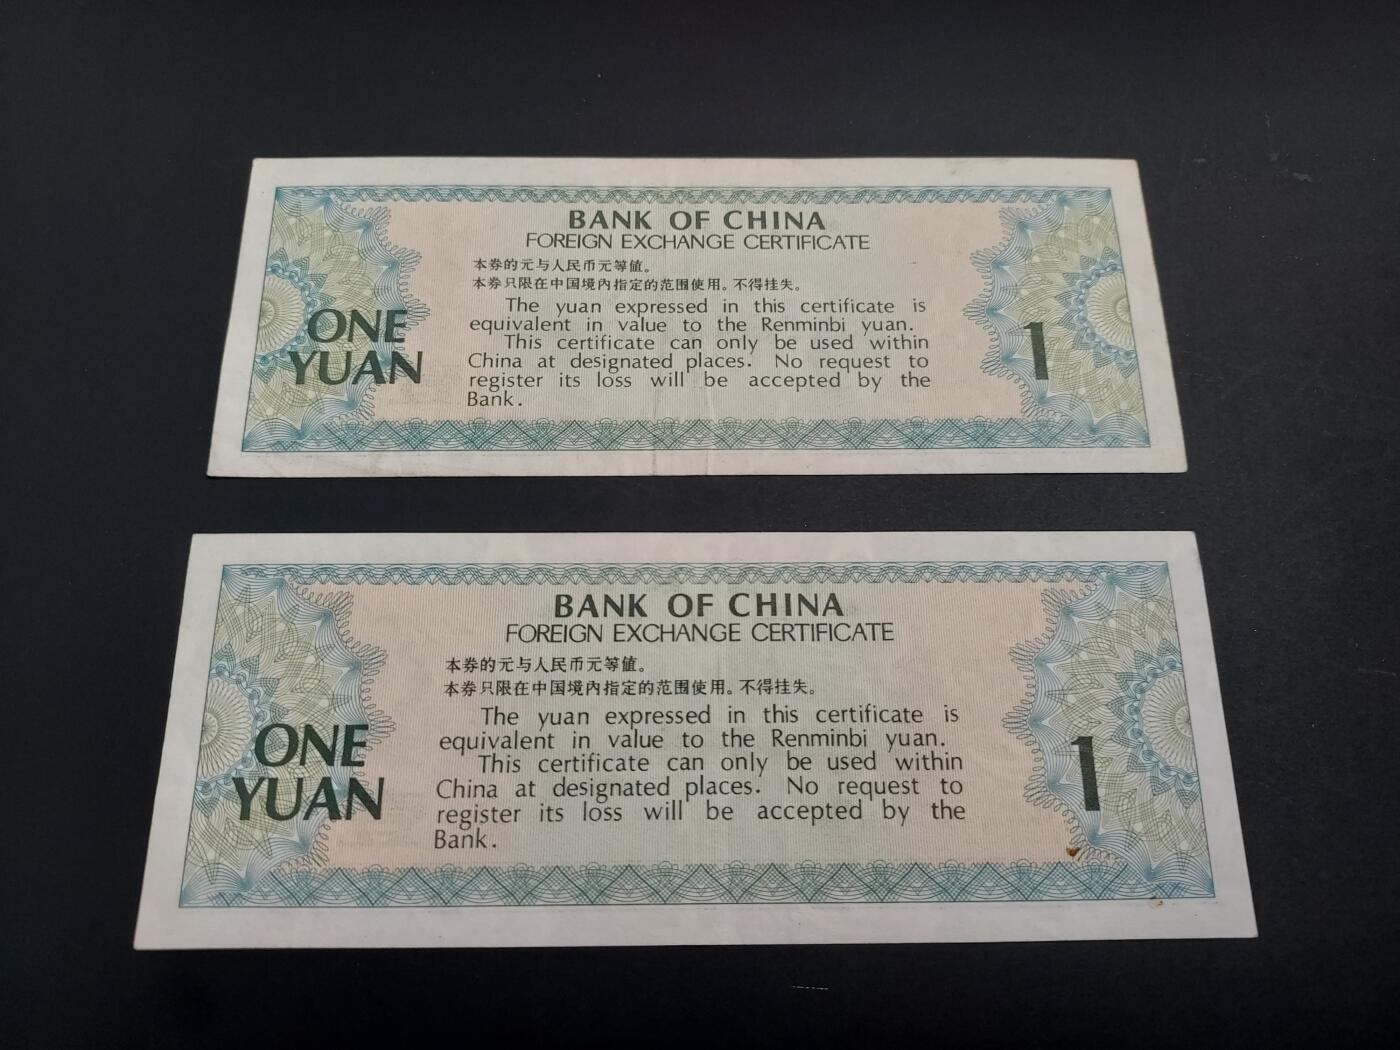 BANK OF CHINA
FOREIGN EXCHANGE CERTIFICATE
本券的元与人民币元等值。
本券只限在中国境内指定的范围使用。不得挂失。
The yuan expressed in this certificate is
equivalent in value to the Renminbi yuan.
This certificate can only be used within
China at designated places. No request to
register its loss will be accepted by the
Bank.
ONE
YUAN
1
BANK OF CHINA
FOREIGN EXCHANGE CERTIFICATE
本券的元与人民币元等值。
本券只限在中国境内指定的范围使用。不得挂失。
The yuan expressed in this certificate is
equivalent in value to the Renminbi yuan.
This certificate can only be used within
China at designated places. No request to
register its loss will be accepted by the
Bank.
ONE
YUAN
1